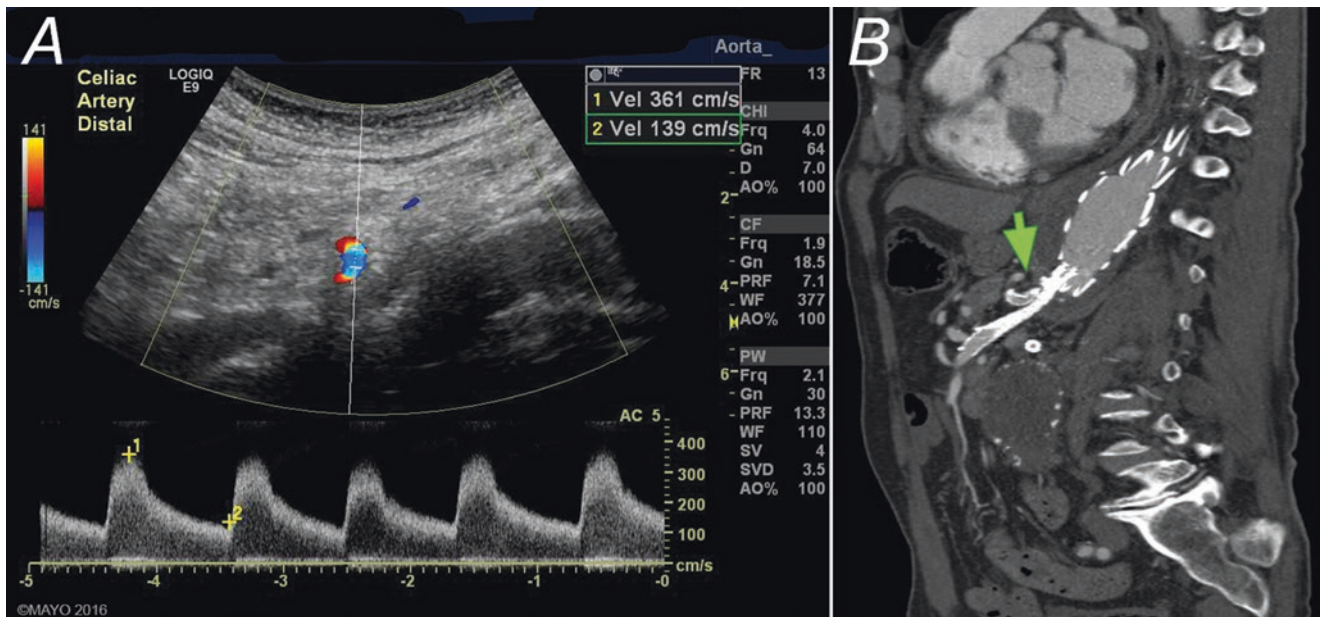 A
Celiac
Artery
Distal
LOGIQ
E9
141
-141
cm/s
1 Vel 361 cm/s
2 Vel 139 cm/s
Aorta_
FR 13
CHI
Frq 4.0
Gn 64
D 7.0
AO% 100
CF
Frq 1.9
Gn 18.5
PRF 7.1
WF 377
AO% 100
PW
Frq 2.1
Gn 30
PRF 13.3
WF 110
SV 4
SVD 3.5
AO% 100
2
4
6
AC 5
400
300
200
100
cm/s
1
2
-5 -4 -3 -2 -1 -0
©MAYO 2016
B